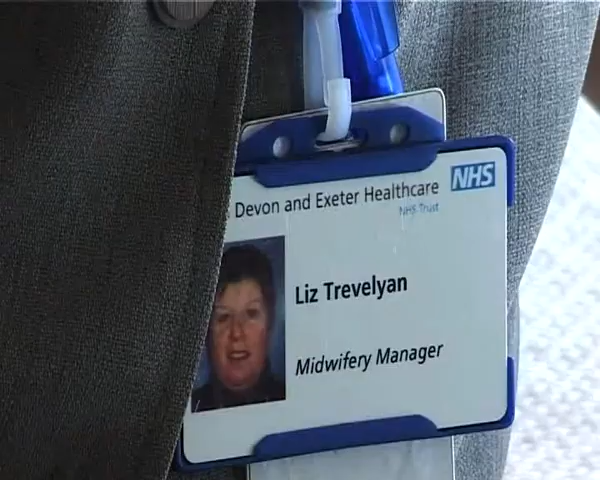 NHS
Devon and Exeter Healthcare
NHS Trust
Liz Trevelyan
Midwifery Manager